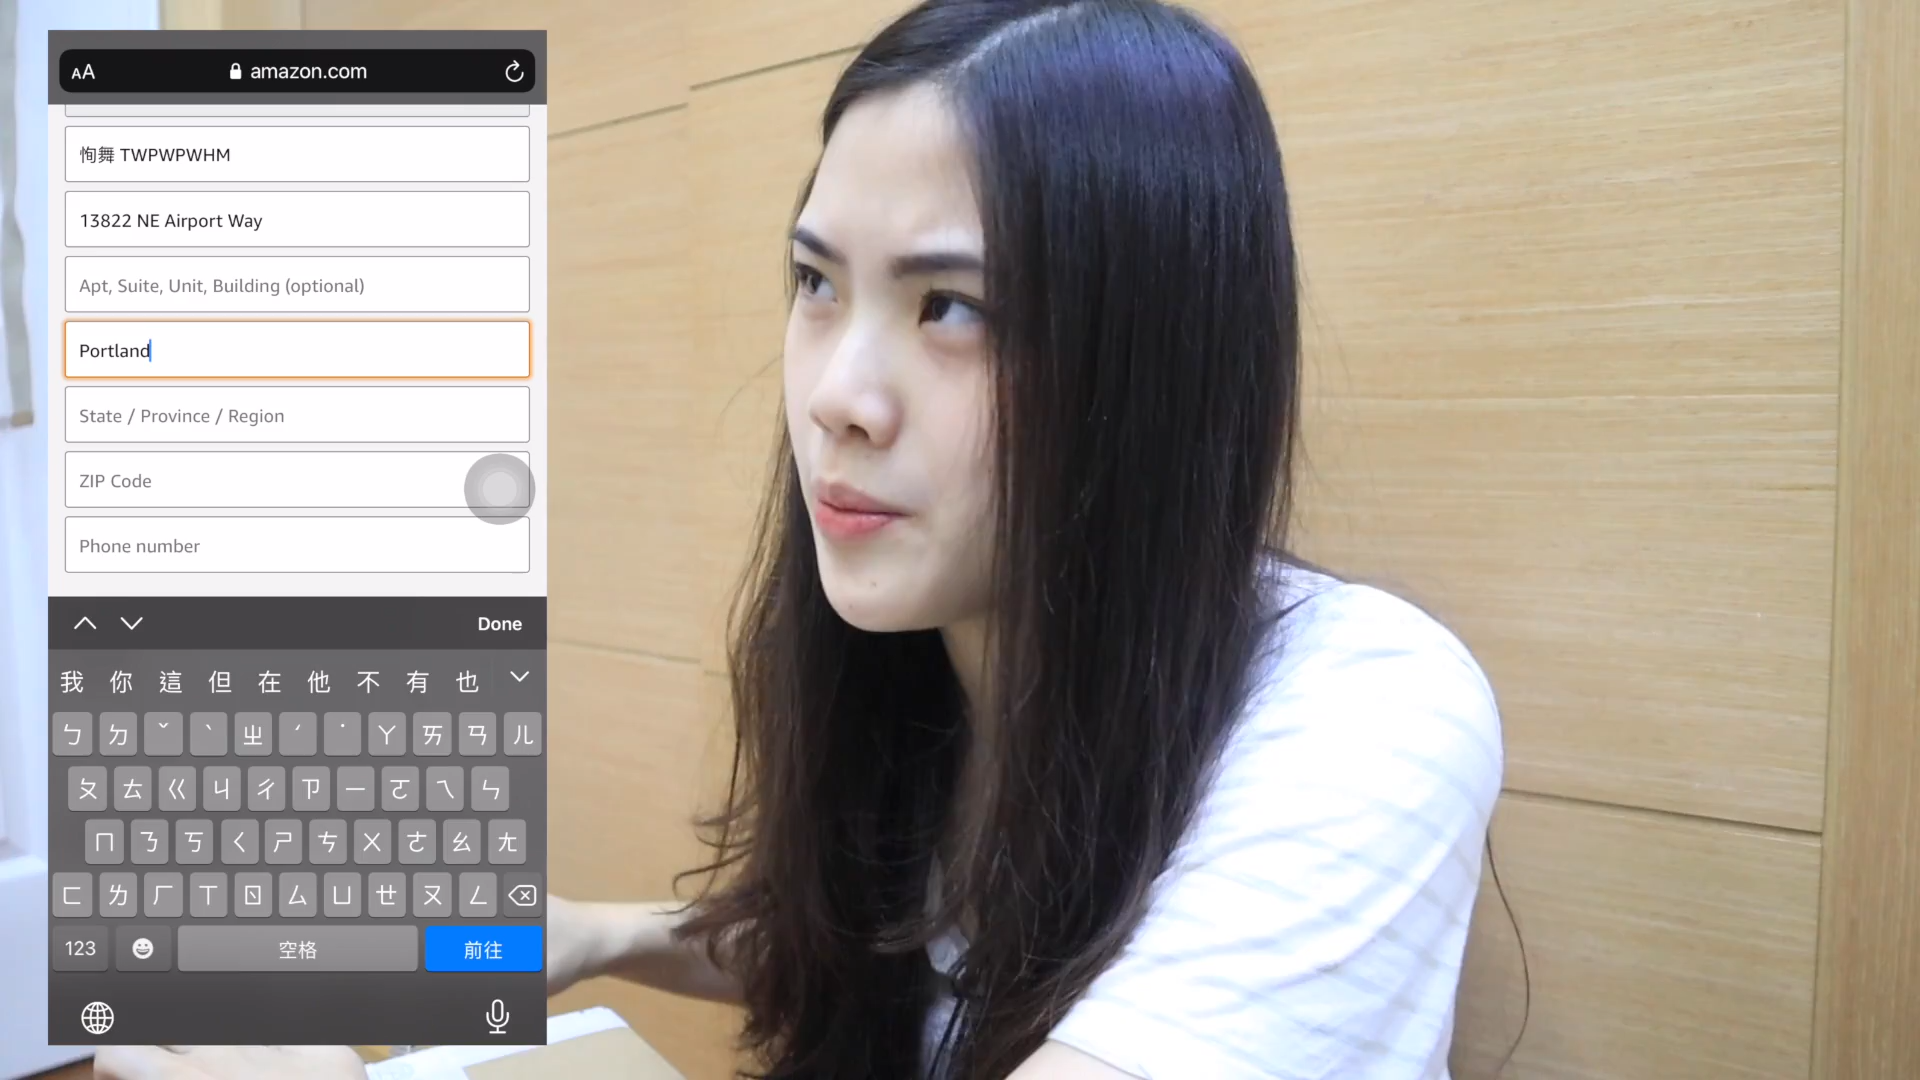 AA amazon.com
恂舞 TWPWPWHM
13822 NE Airport Way
Apt, Suite, Unit, Building (optional)
Portland
State / Province / Region
ZIP Code
Phone number
Done
我 你 這 但 在 他 不 有 也
ㄅ ㄉ ˇ ˋ ㄓ ˊ ˙ ㄚ ㄞ ㄢ ㄦ
ㄆ ㄊ ㄍ ㄐ ㄔ ㄗ ㄧ ㄛ ㄟ ㄣ
ㄇ ㄋ ㄎ ㄑ ㄕ ㄘ ㄨ ㄜ ㄠ ㄤ
ㄈ ㄌ ㄏ ㄒ ㄖ ㄙ ㄩ ㄝ ㄡ ㄥ
123 空格 前往